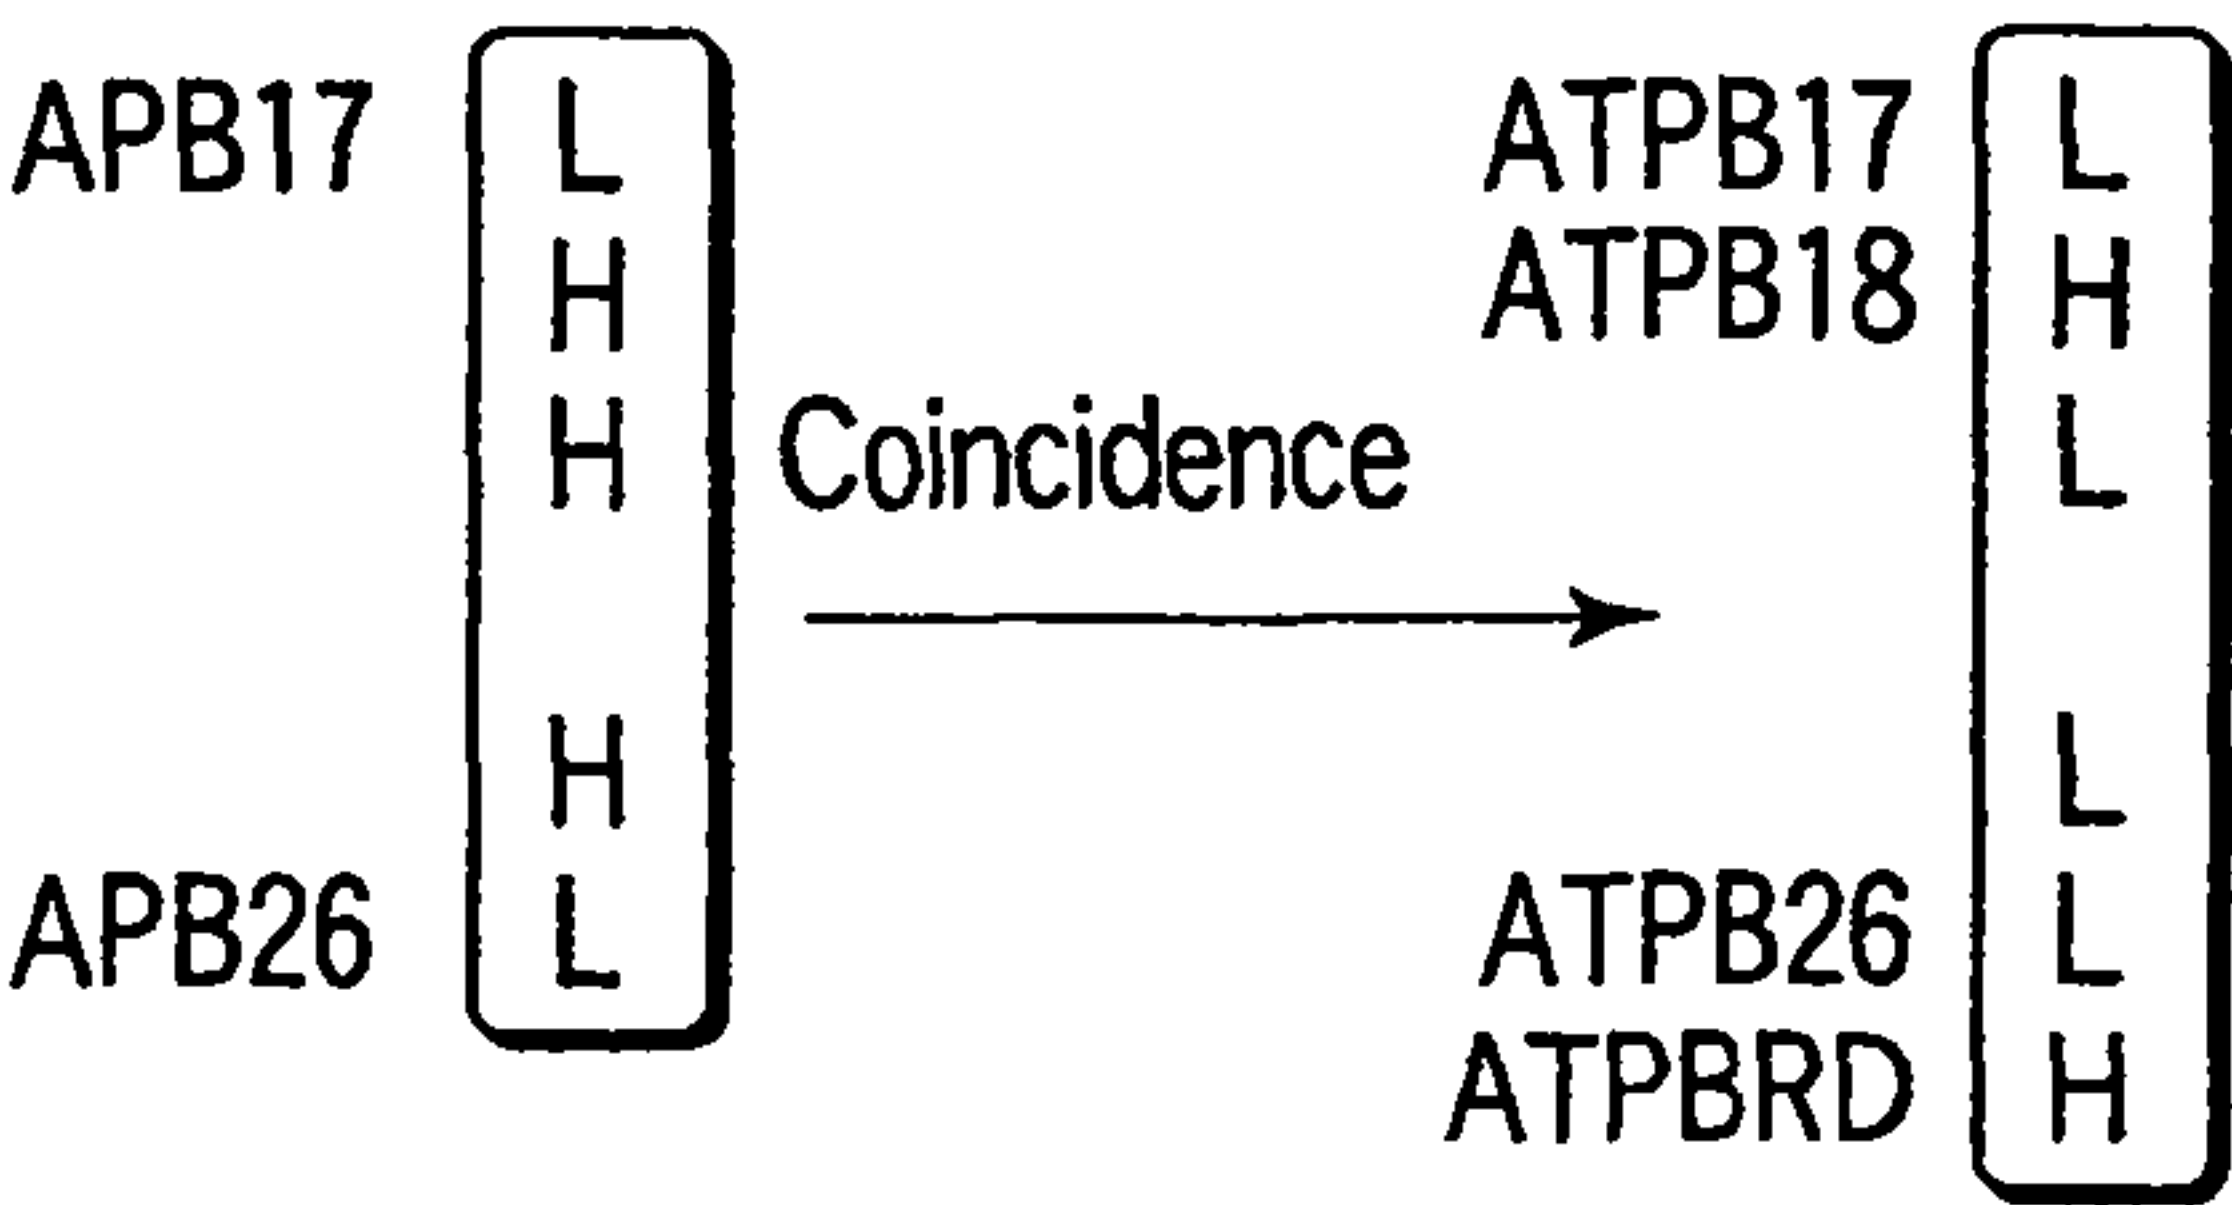 APB17 L ATPB17 L
H ATPB18 H
H Coincidence L
H L
APB26 L ATPB26 L
ATPBRD H